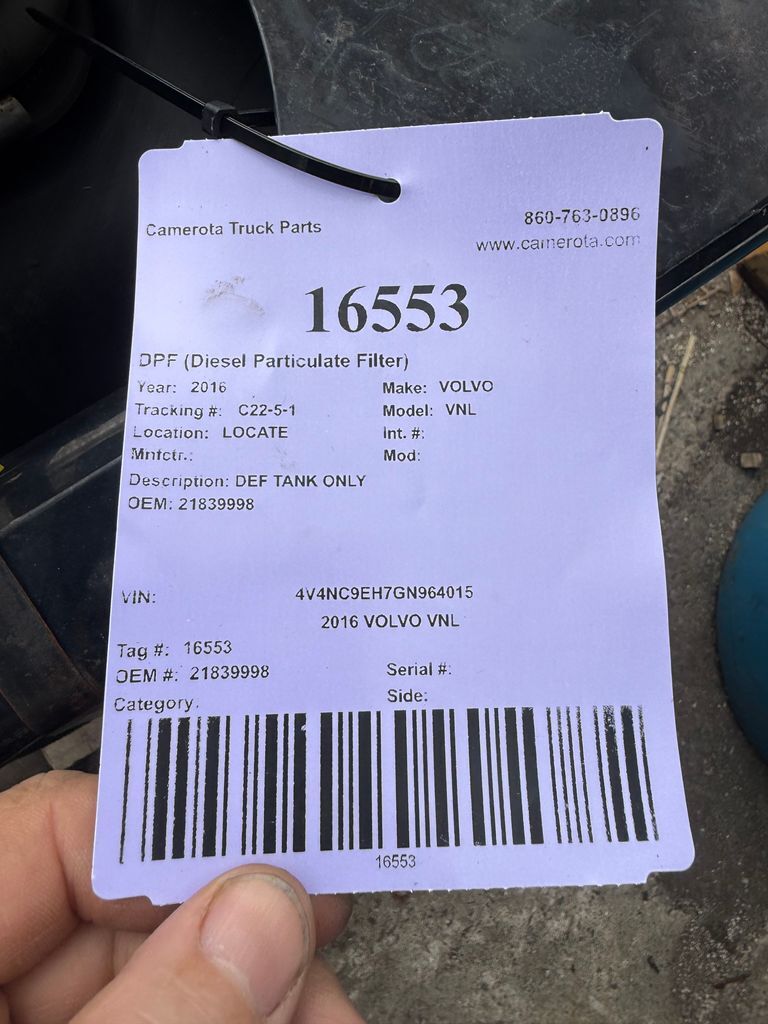 Camerota Truck Parts
860-763-0896
www.camerota.com
16553
DPF (Diesel Particulate Filter)
Year: 2016 Make: VOLVO
Tracking #: C22-5-1 Model: VNL
Location: LOCATE Int. #:
Mnfctr.: Mod:
Description: DEF TANK ONLY
OEM: 21839998
VIN: 4V4NC9EH7GN964015
2016 VOLVO VNL
Tag #: 16553
OEM #: 21839998 Serial #:
Category: Side:
16553